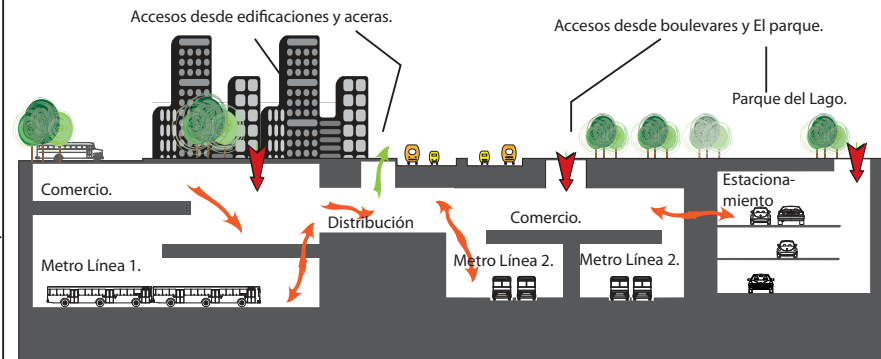 Accesos desde edificaciones y aceras.
Accesos desde boulevares y El parque.
Parque del Lago.
Comercio.
Distribución
Comercio.
Estaciona-
miento
Metro Línea 1.
Metro Línea 2.
Metro Línea 2.